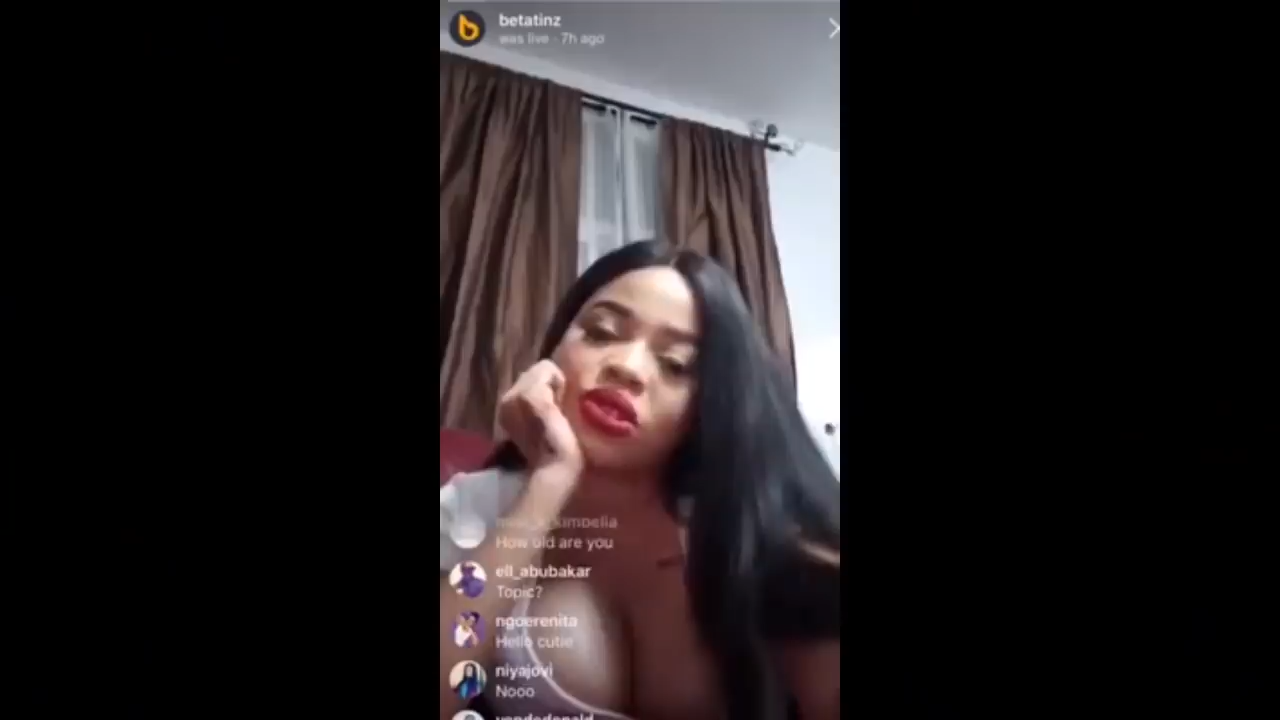 betatinz
was live · 7h ago
How old are you
ell_abubakar
Topic?
ngoerenita
Hello cutie
niyajovi
Nooo